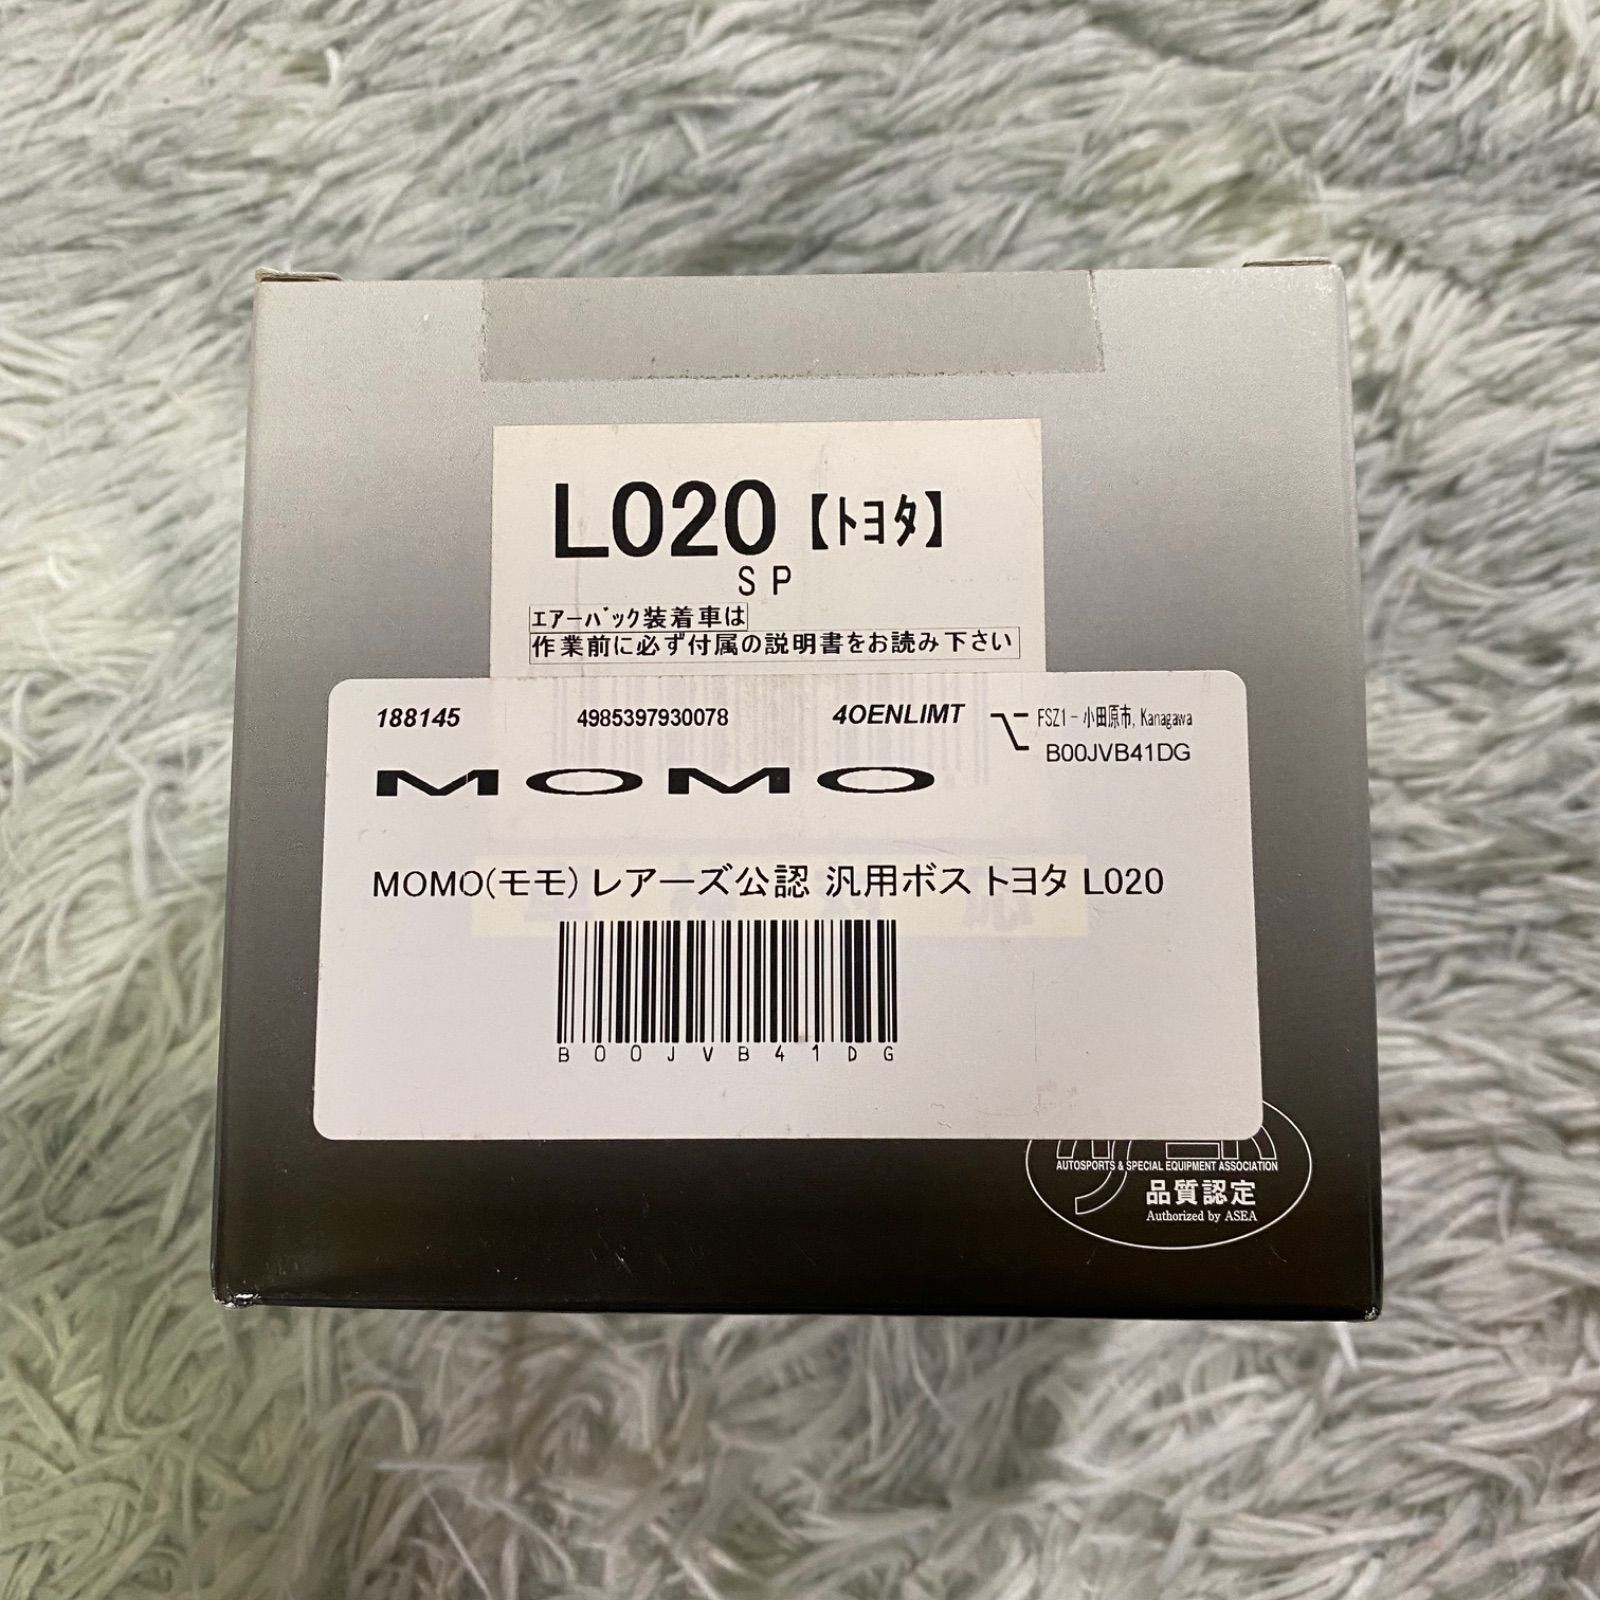 L020【トヨタ】
SP
エアーバック装着車は
作業前に必ず付属の説明書をお読み下さい
188145 4985397930078 4OENLIMT FSZ1 - 小田原市, Kanagawa
B00JVB41DG
MOMO
MOMO(モモ) レアーズ公認 汎用ボス トヨタ L020
B00JVB41DG
AUTOSPORTS & SPECIAL EQUIPMENT ASSOCIATION
品質認定
Authorized by ASEA